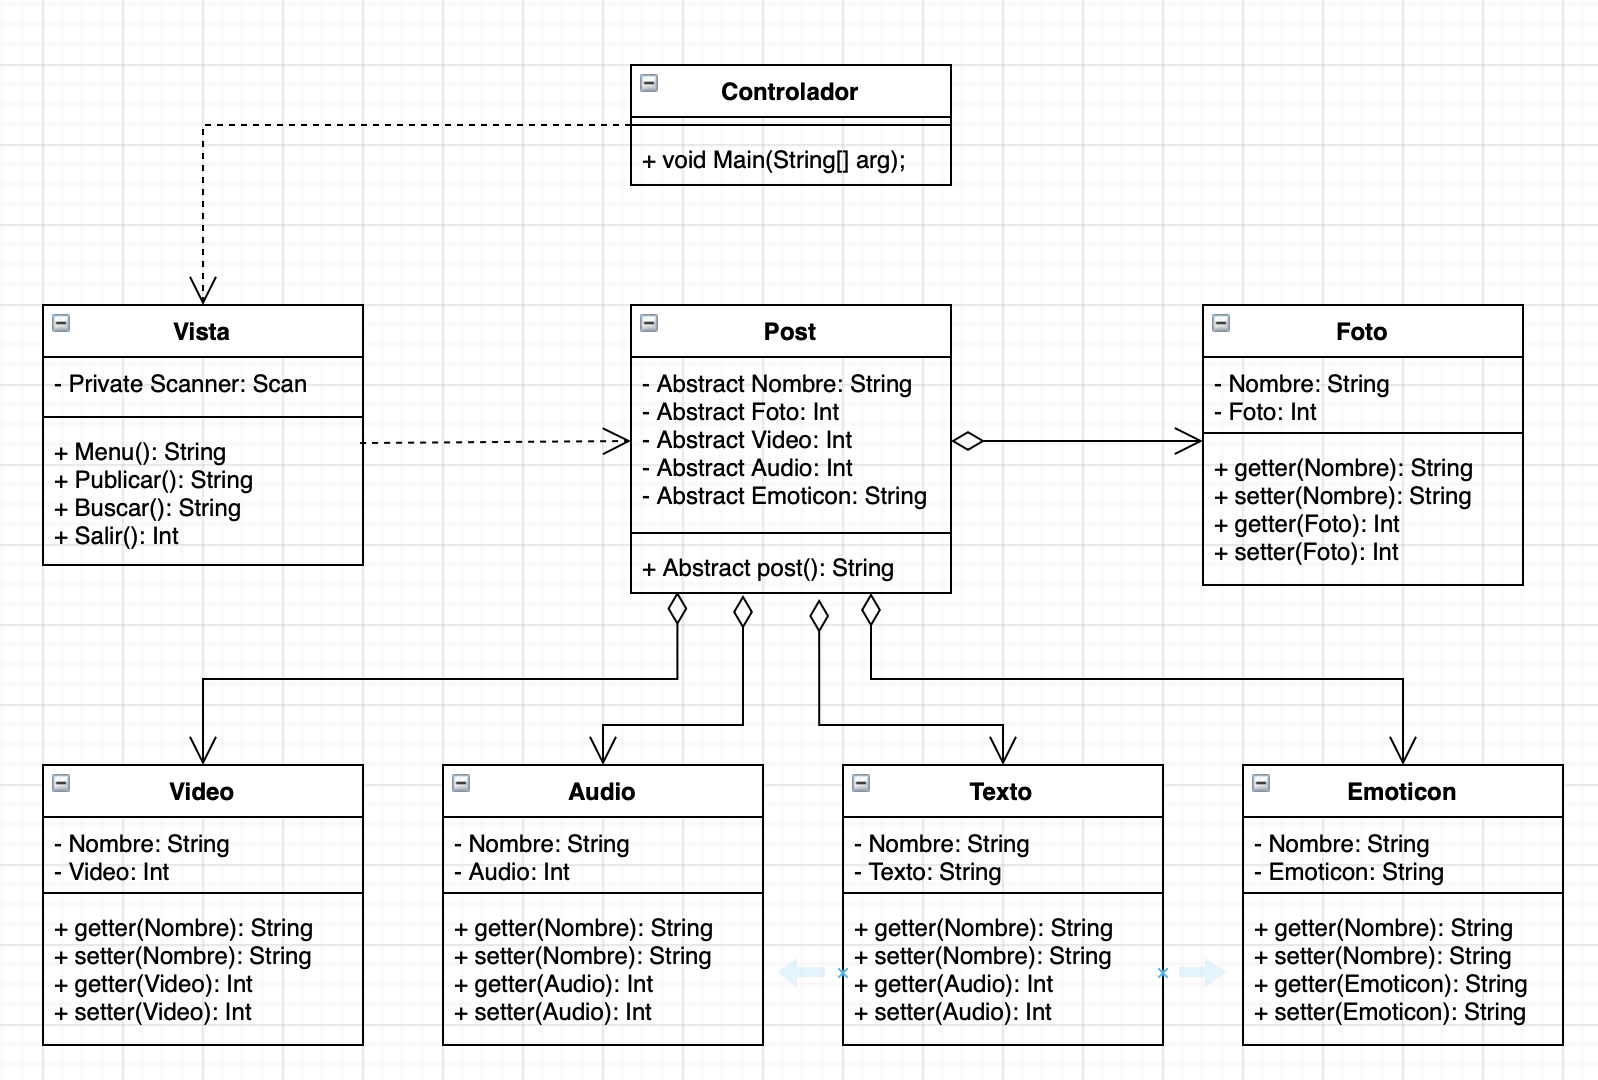 Controlador
+ void Main(String[] arg);
Vista
- Private Scanner: Scan
+ Menu(): String
+ Publicar(): String
+ Buscar(): String
+ Salir(): Int
Post
- Abstract Nombre: String
- Abstract Foto: Int
- Abstract Video: Int
- Abstract Audio: Int
- Abstract Emoticon: String
+ Abstract post(): String
Foto
- Nombre: String
- Foto: Int
+ getter(Nombre): String
+ setter(Nombre): String
+ getter(Foto): Int
+ setter(Foto): Int
Video
- Nombre: String
- Video: Int
+ getter(Nombre): String
+ setter(Nombre): String
+ getter(Video): Int
+ setter(Video): Int
Audio
- Nombre: String
- Audio: Int
+ getter(Nombre): String
+ setter(Nombre): String
+ getter(Audio): Int
+ setter(Audio): Int
Texto
- Nombre: String
- Texto: String
+ getter(Nombre): String
+ setter(Nombre): String
+ getter(Audio): Int
+ setter(Audio): Int
Emoticon
- Nombre: String
- Emoticon: String
+ getter(Nombre): String
+ setter(Nombre): String
+ getter(Emoticon): String
+ setter(Emoticon): String